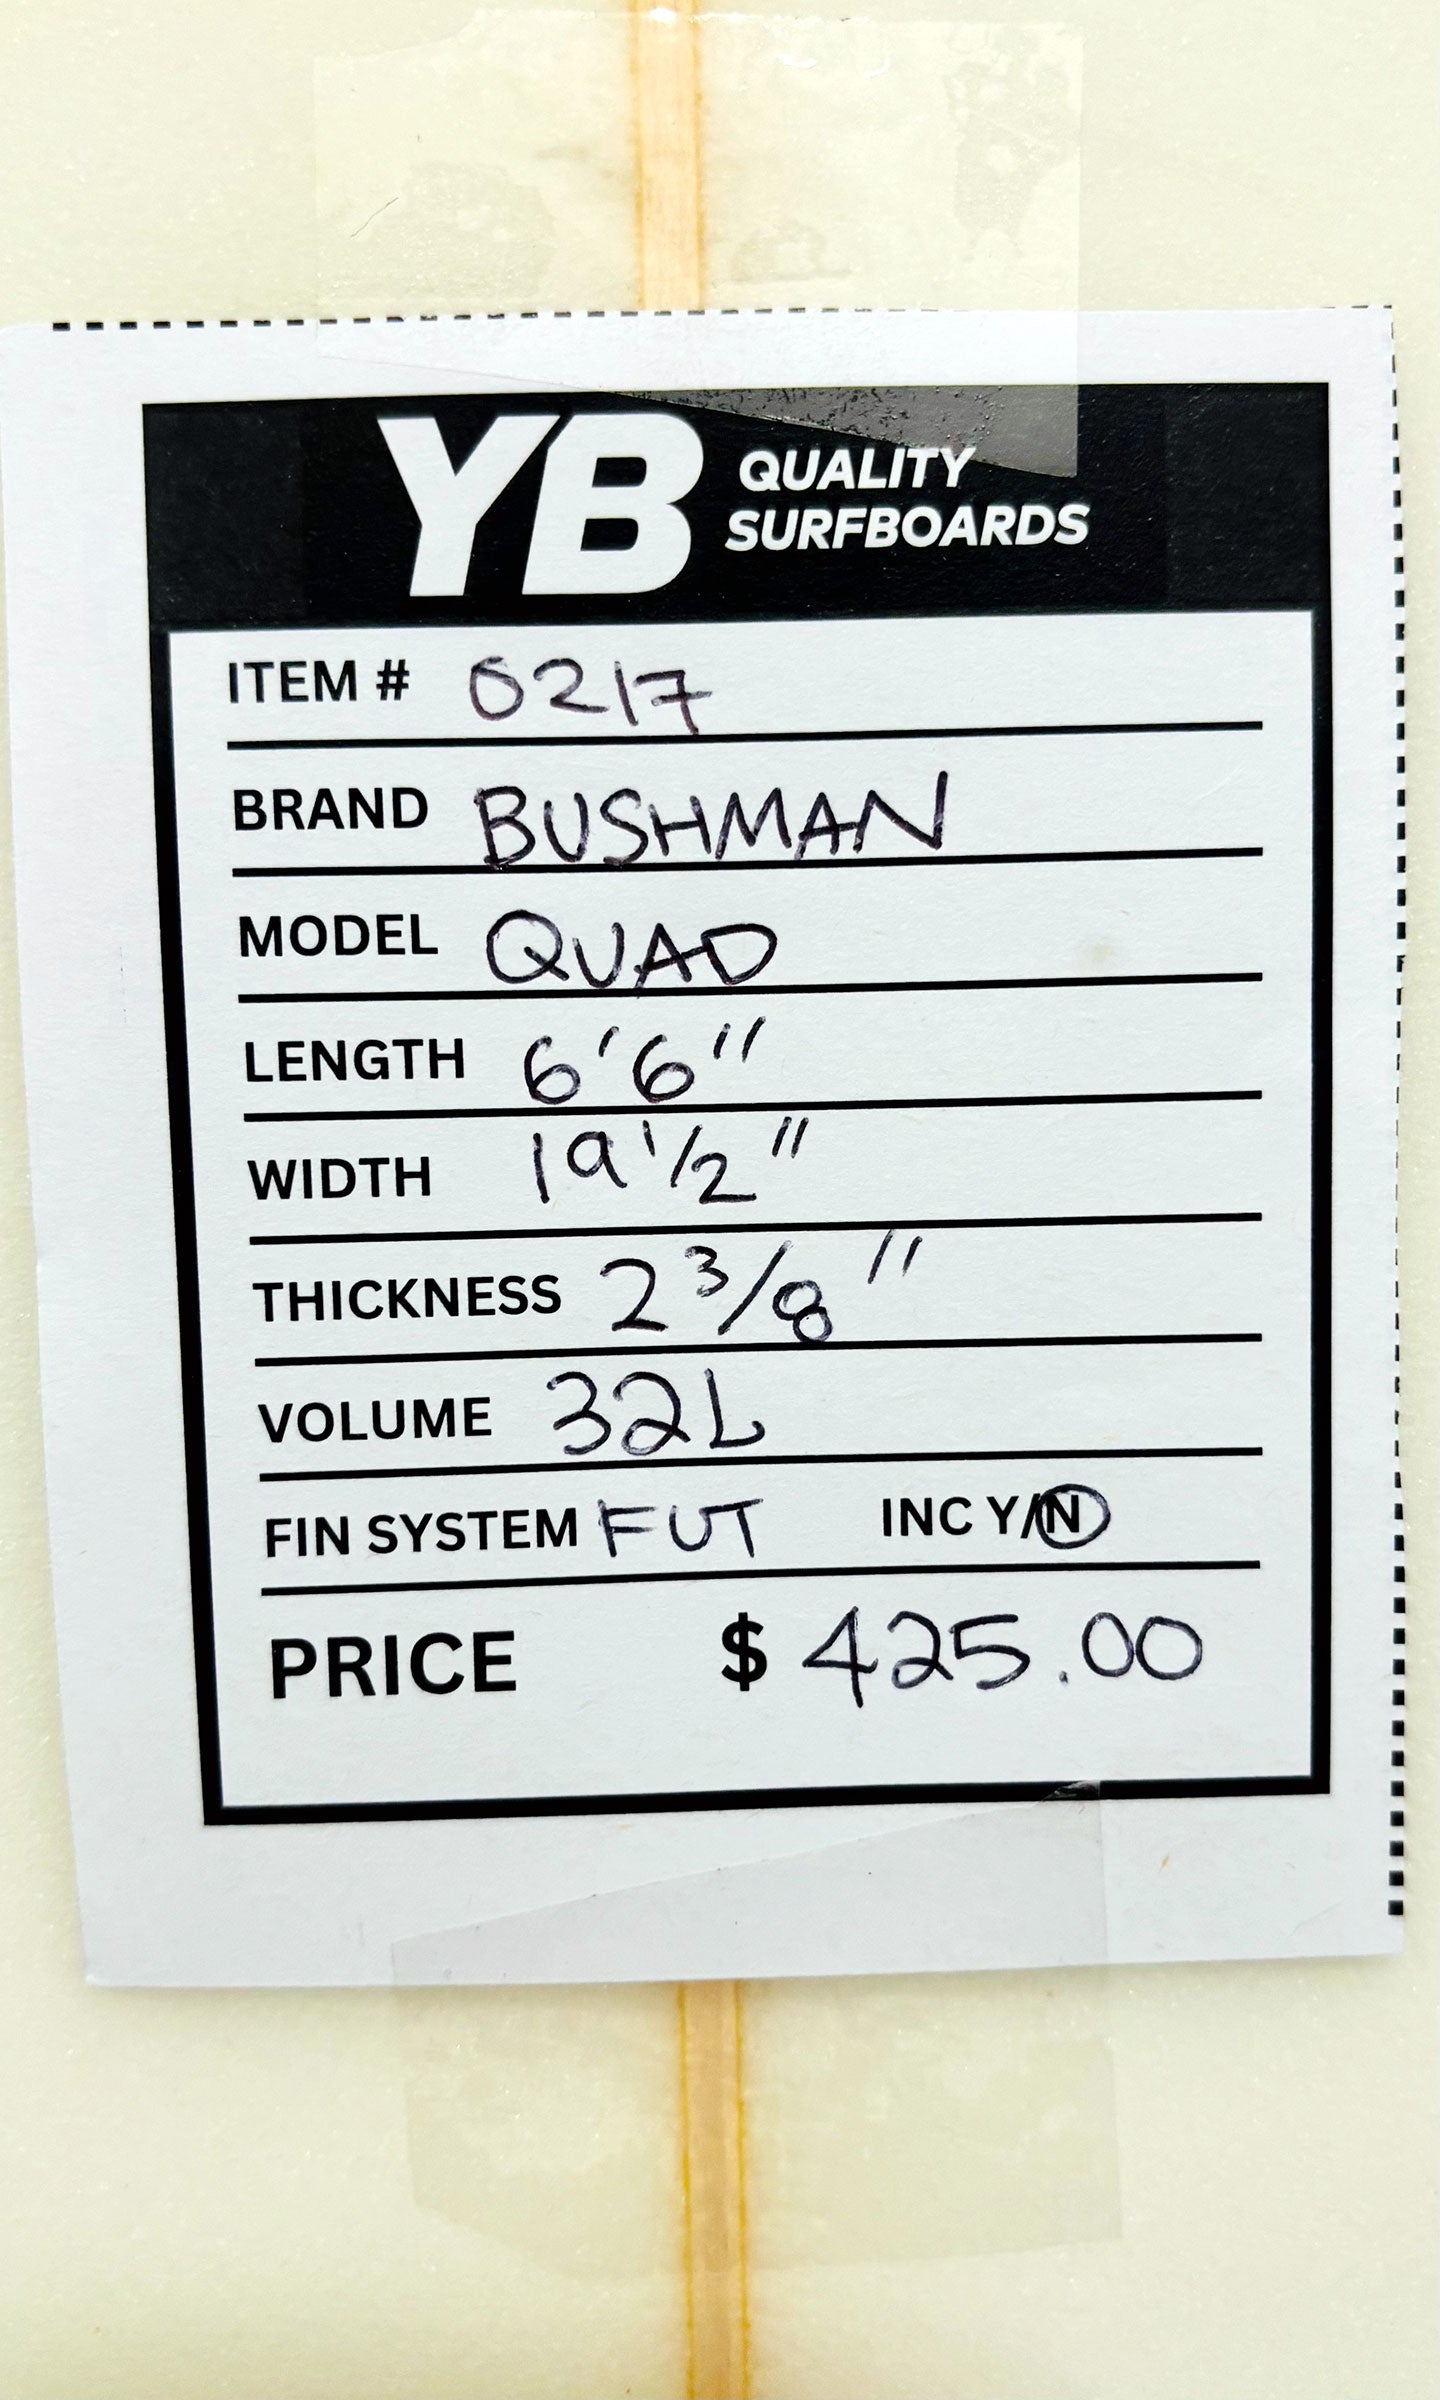 YB QUALITY
SURFBOARDS
ITEM # 0217
BRAND BUSHMAN
MODEL QUAD
LENGTH 6'6"
WIDTH 19 1/2"
THICKNESS 2 3/8"
VOLUME 32L
FIN SYSTEM FUT INC Y/N
PRICE $ 425.00